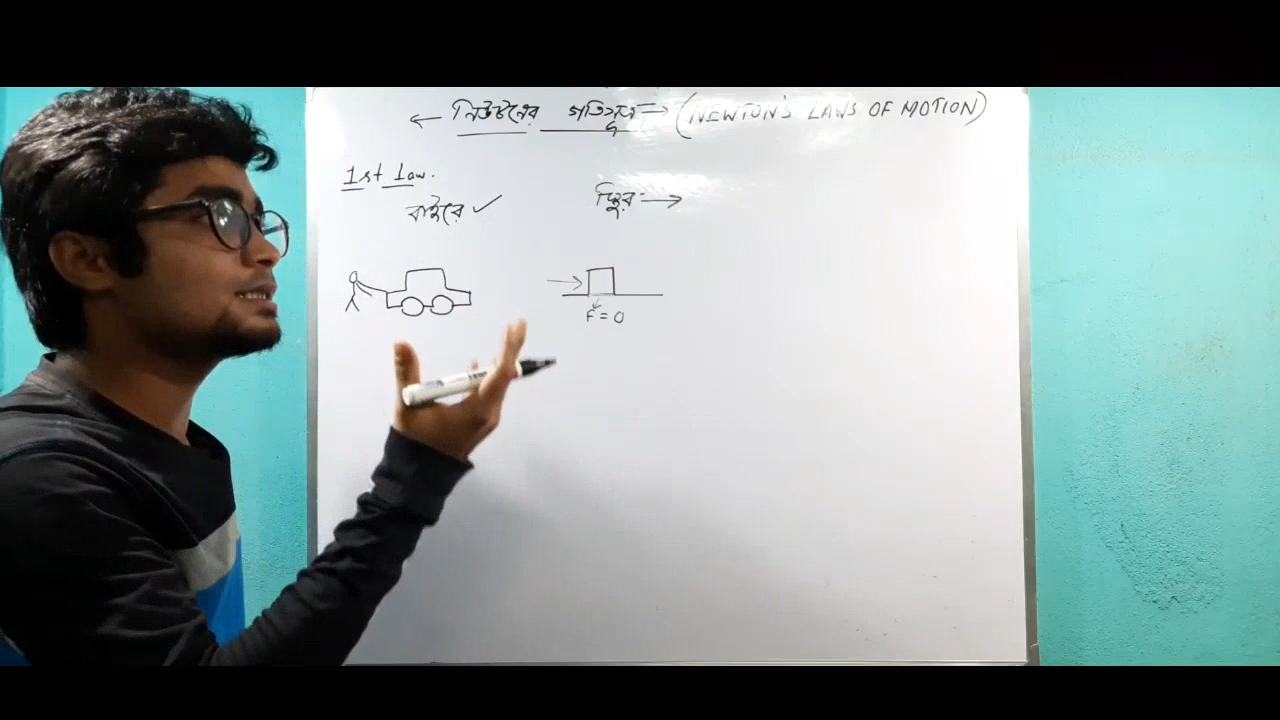 ← নিউটনের গতিসূত্র → (NEWTON'S LAWS OF MOTION)
1st Law.
বাইরে ✓ স্থির →
F = 0